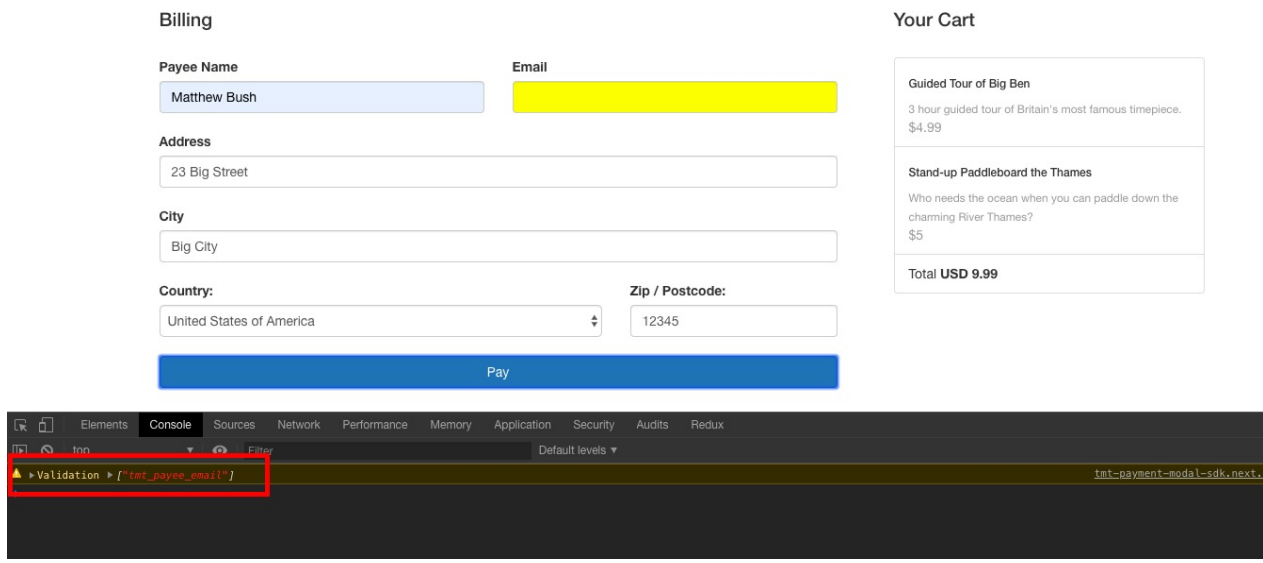 Billing
Your Cart
Payee Name
Email
Matthew Bush
Address
23 Big Street
City
Big City
Country:
Zip / Postcode:
United States of America
12345
Pay
Guided Tour of Big Ben
3 hour guided tour of Britain's most famous timepiece.
$4.99
Stand-up Paddleboard the Thames
Who needs the ocean when you can paddle down the
charming River Thames?
$5
Total USD 9.99
Elements Console Sources Network Performance Memory Application Security Audits Redux
top Filter Default levels ▼
Validation ["tmt_payee_email"] tmt-payment-modal-sdk.next.